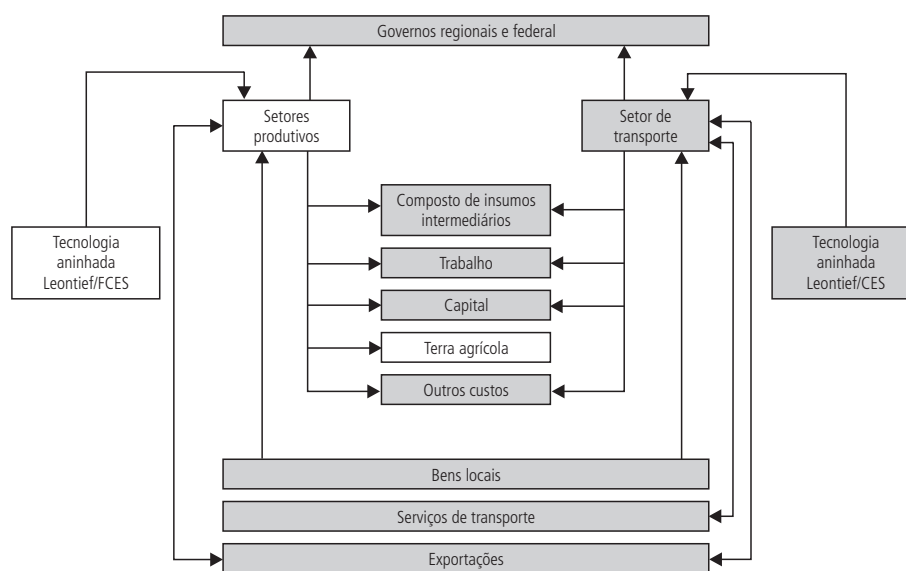 Governos regionais e federal
Setores
produtivos
Setor de
transporte
Composto de insumos
intermediários
Tecnologia
aninhada
Leontief/FCES
Trabalho
Tecnologia
aninhada
Leontief/CES
Capital
Terra agrícola
Outros custos
Bens locais
Serviços de transporte
Exportações